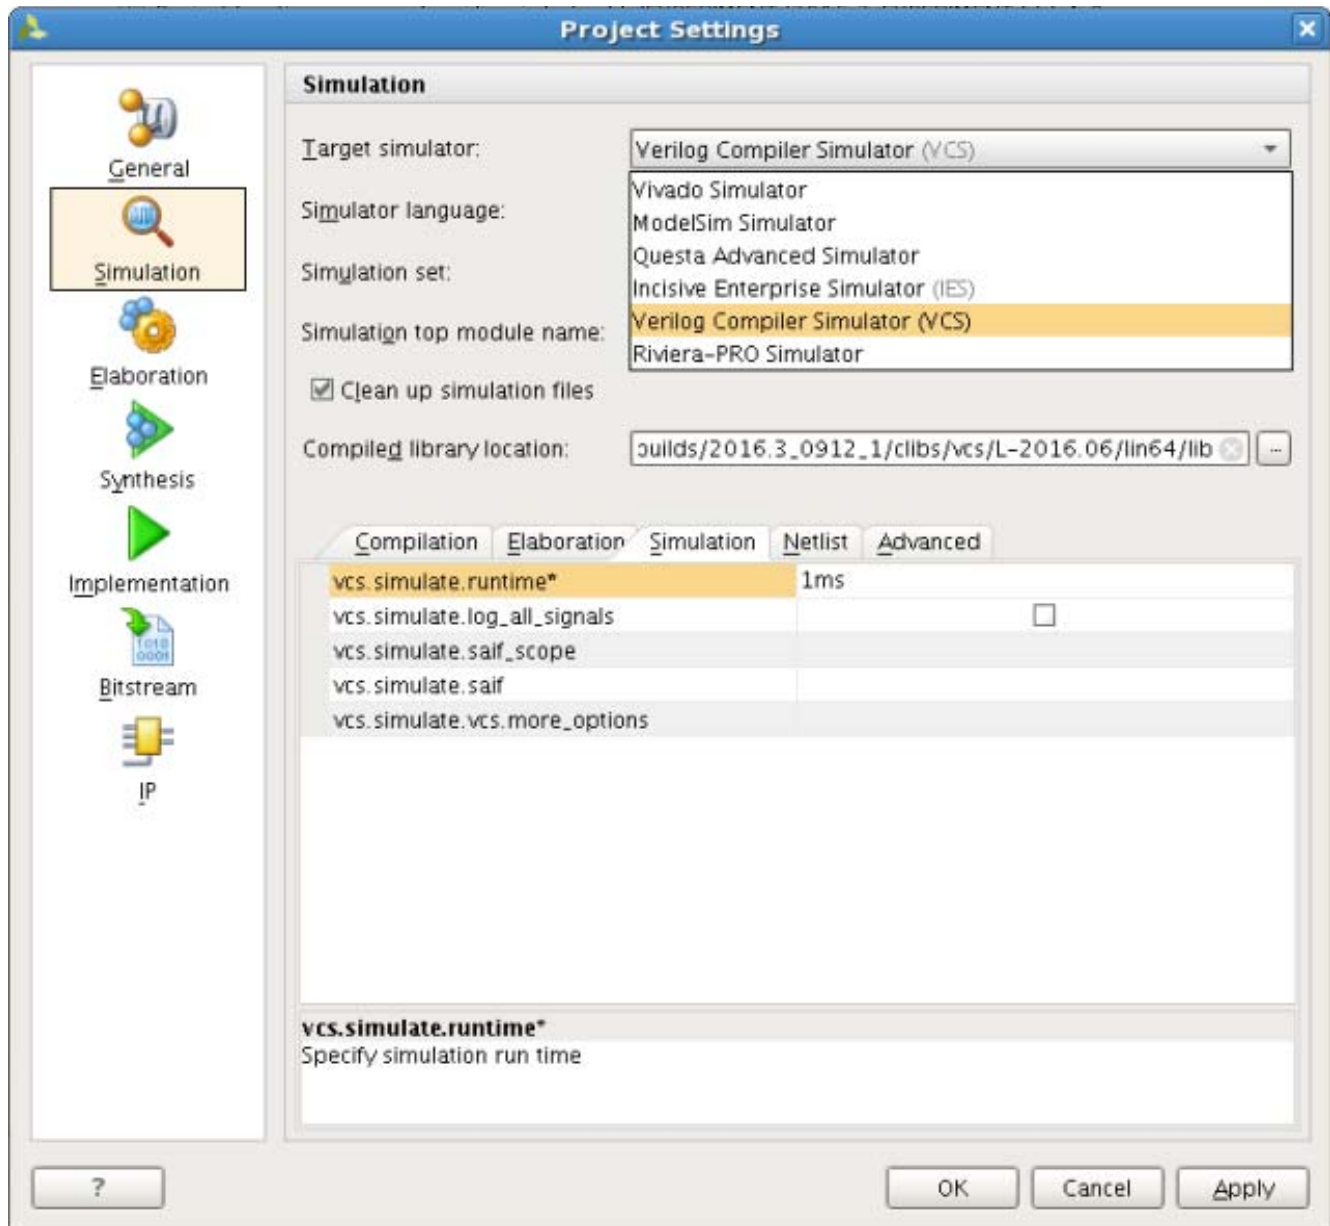 Project Settings
General
Simulation
Elaboration
Synthesis
Implementation
1010
0001
Bitstream
IP
Simulation
Target simulator: Verilog Compiler Simulator (VCS)
Vivado Simulator
Simulator language:
ModelSim Simulator
Questa Advanced Simulator
Simulation set:
Incisive Enterprise Simulator (IES)
Verilog Compiler Simulator (VCS)
Simulation top module name:
Riviera-PRO Simulator
Clean up simulation files
Compiled library location: builds/2016.3_0912_1/clibs/vcs/L-2016.06/lin64/lib ...
Compilation Elaboration Simulation Netlist Advanced
vcs.simulate.runtime* 1ms
vcs.simulate.log_all_signals
vcs.simulate.saif_scope
vcs.simulate.saif
vcs.simulate.vcs.more_options
vcs.simulate.runtime*
Specify simulation run time
? OK Cancel Apply